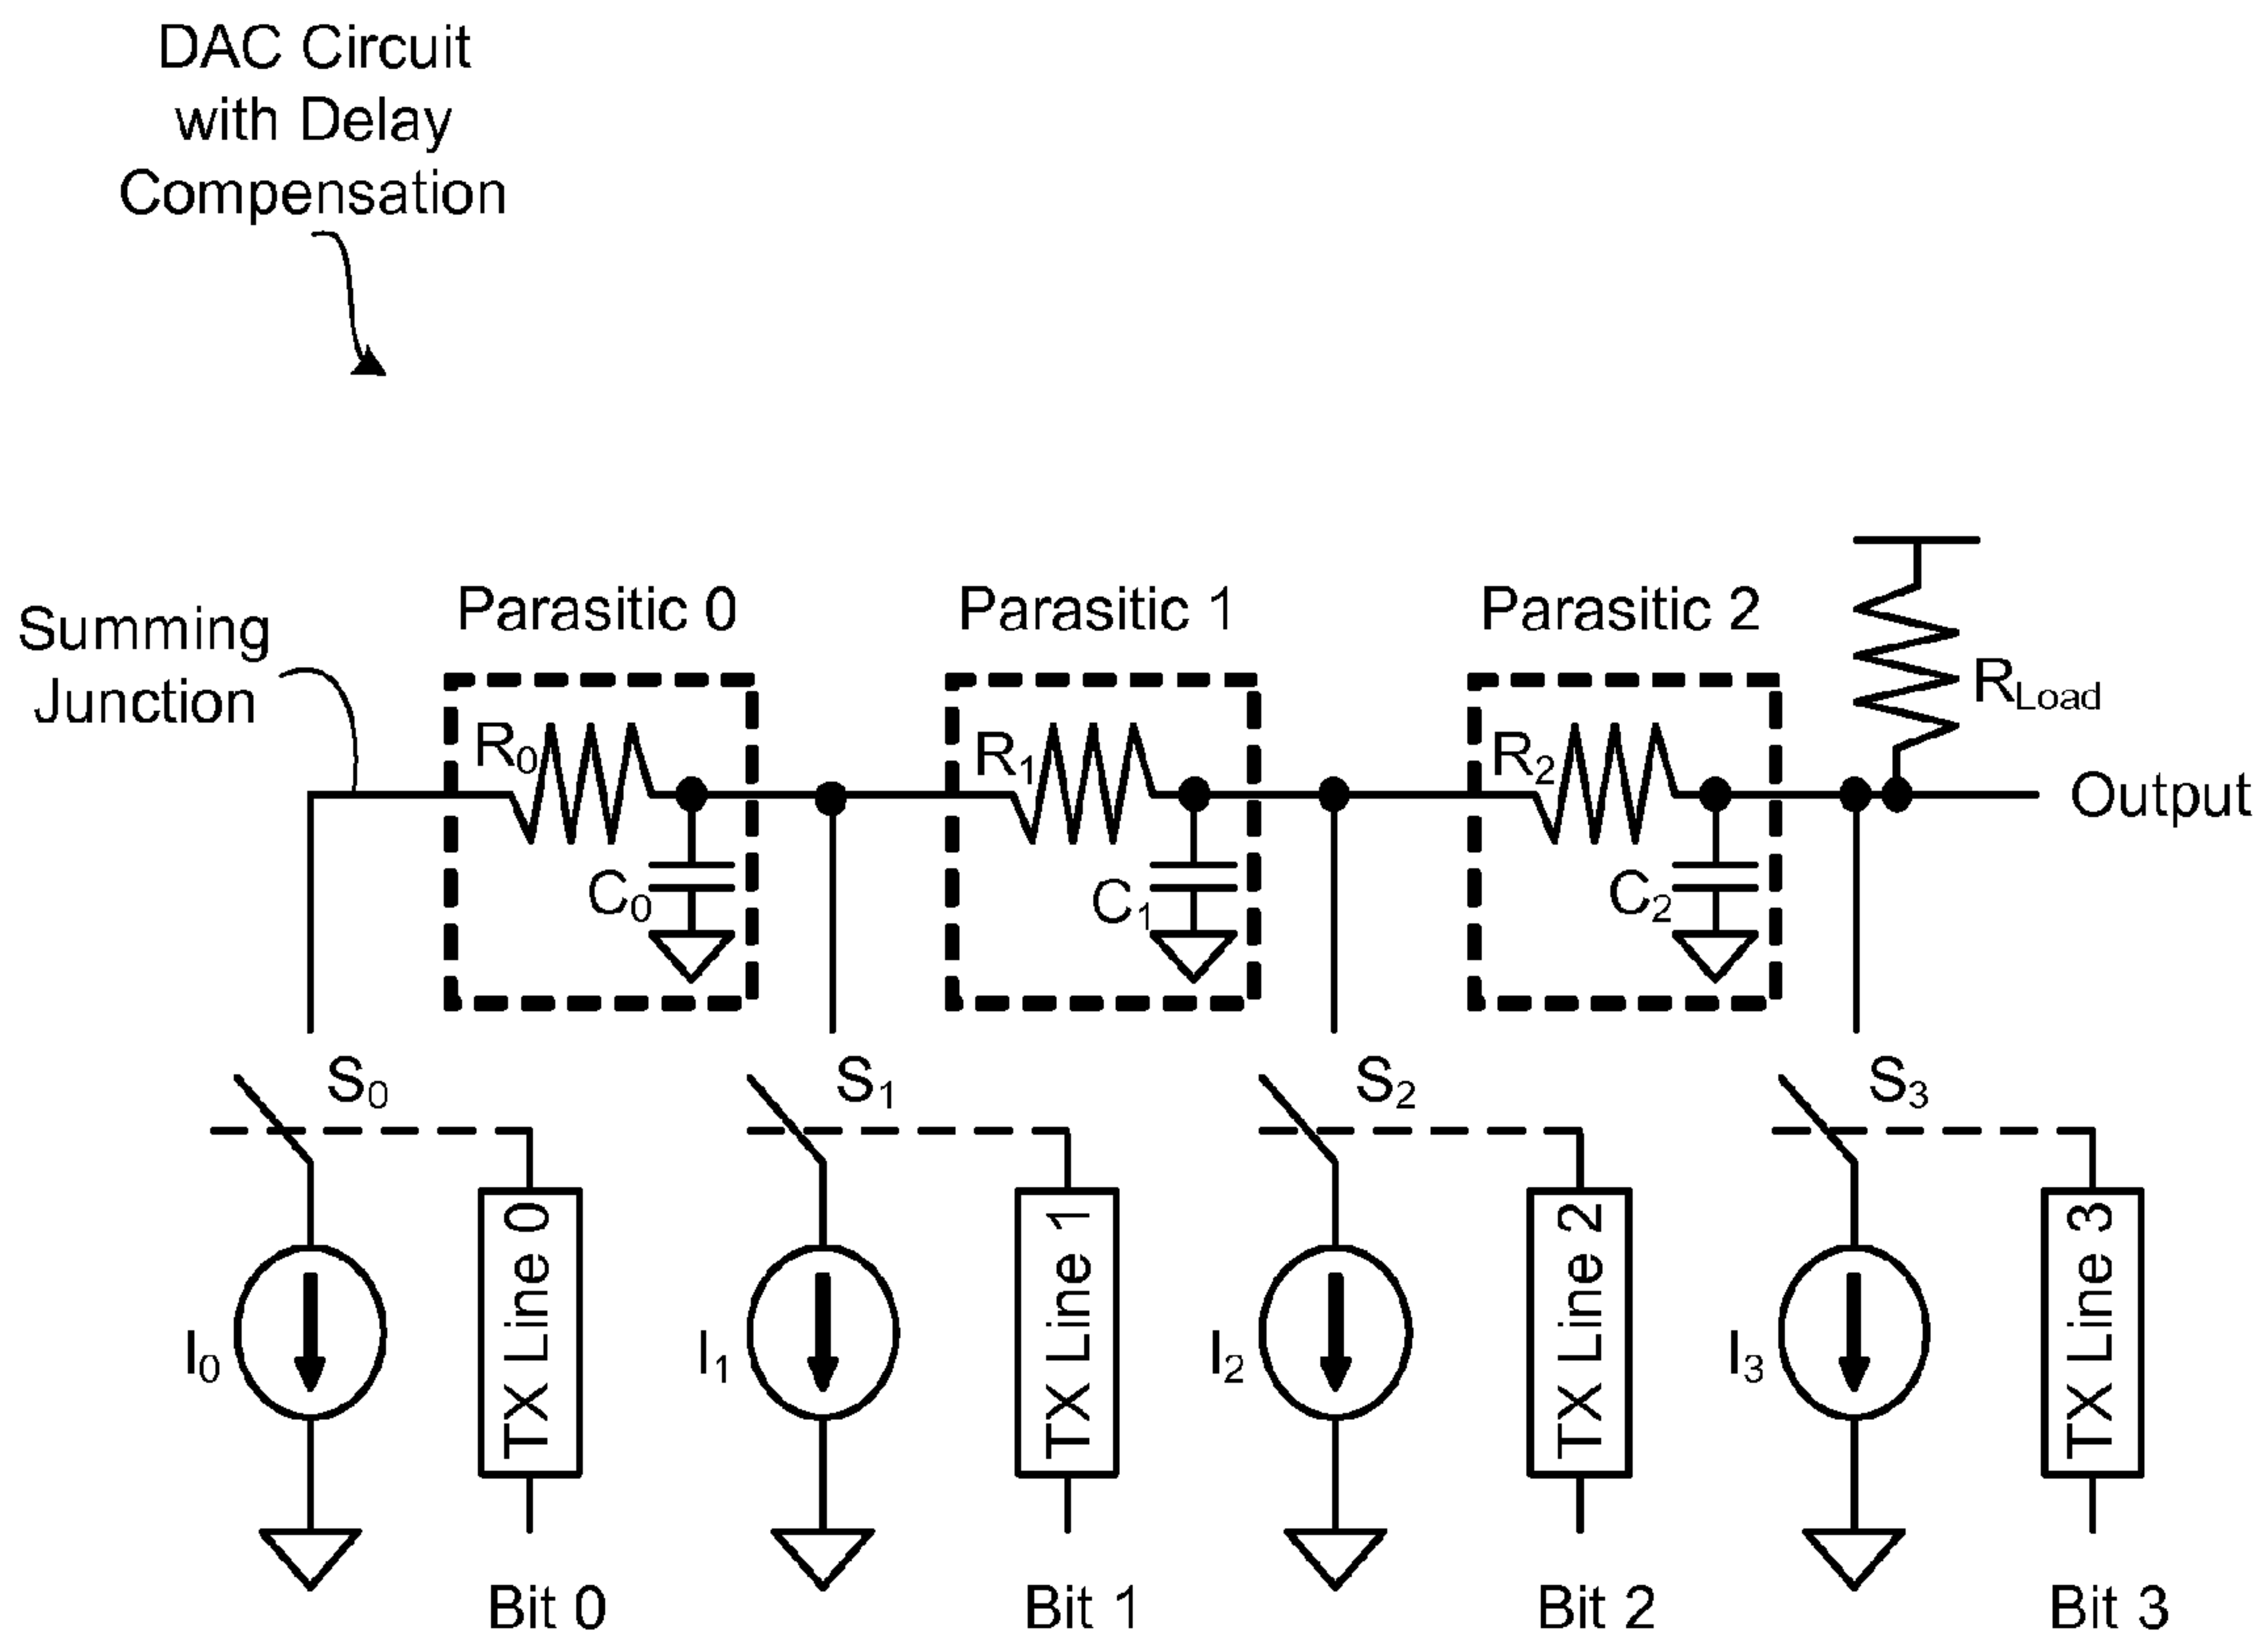 DAC Circuit
with Delay
Compensation
Summing
Junction
Parasitic 0
Parasitic 1
Parasitic 2
R0
R1
R2
RLoad
Output
C0
C1
C2
S0
S1
S2
S3
I0
TX Line 0
I1
TX Line 1
I2
TX Line 2
I3
TX Line 3
Bit 0
Bit 1
Bit 2
Bit 3